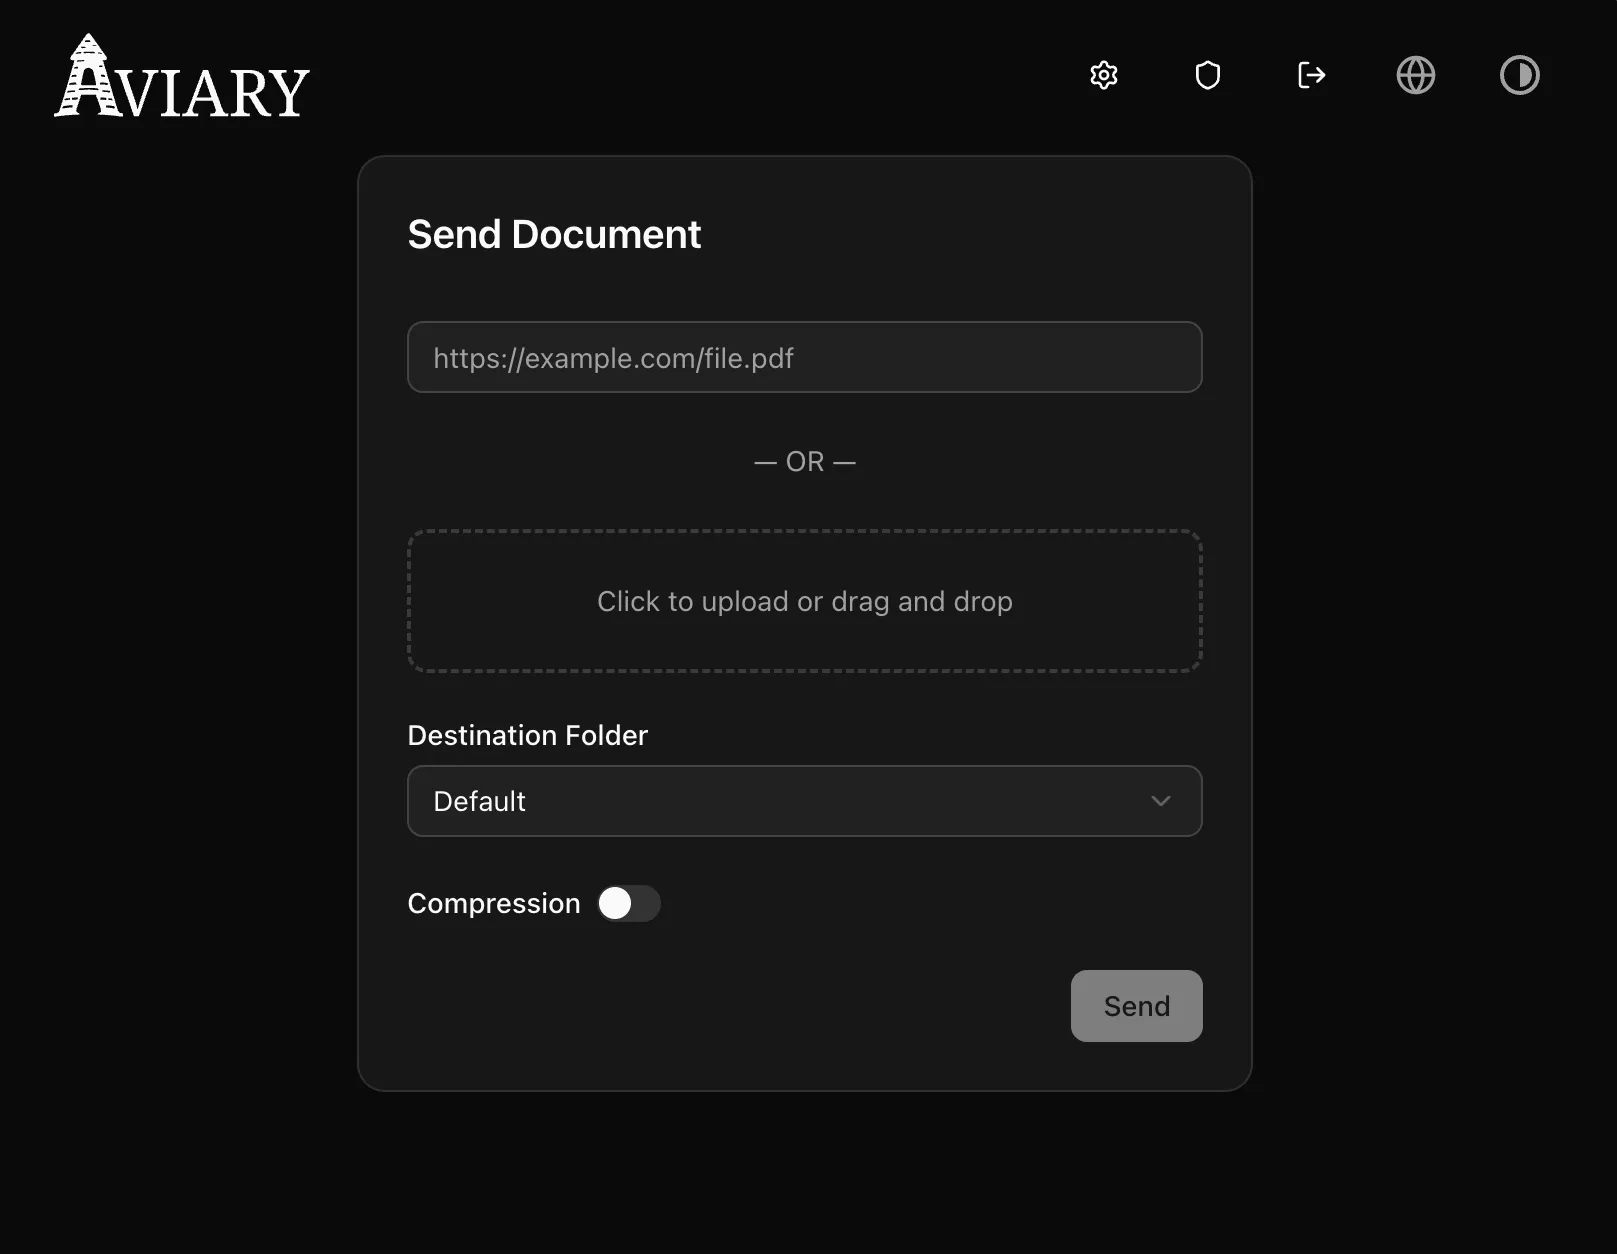 AVIARY
Send Document
https://example.com/file.pdf
— OR —
Click to upload or drag and drop
Destination Folder
Default
Compression
Send